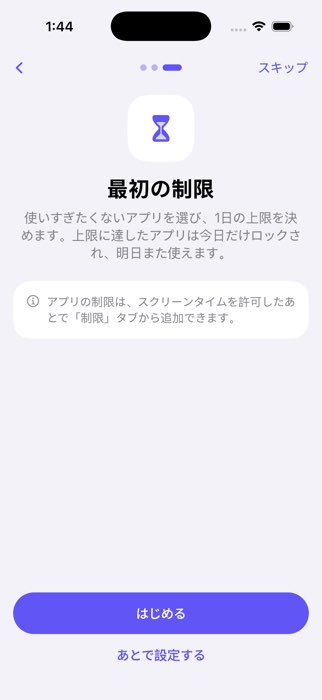 1:44
スキップ
最初の制限
使いすぎたくないアプリを選び、1日の上限を決
めます。上限に達したアプリは今日だけロックさ
れ、明日また使えます。
アプリの制限は、スクリーンタイムを許可したあ
とで「制限」タブから追加できます。
はじめる
あとで設定する